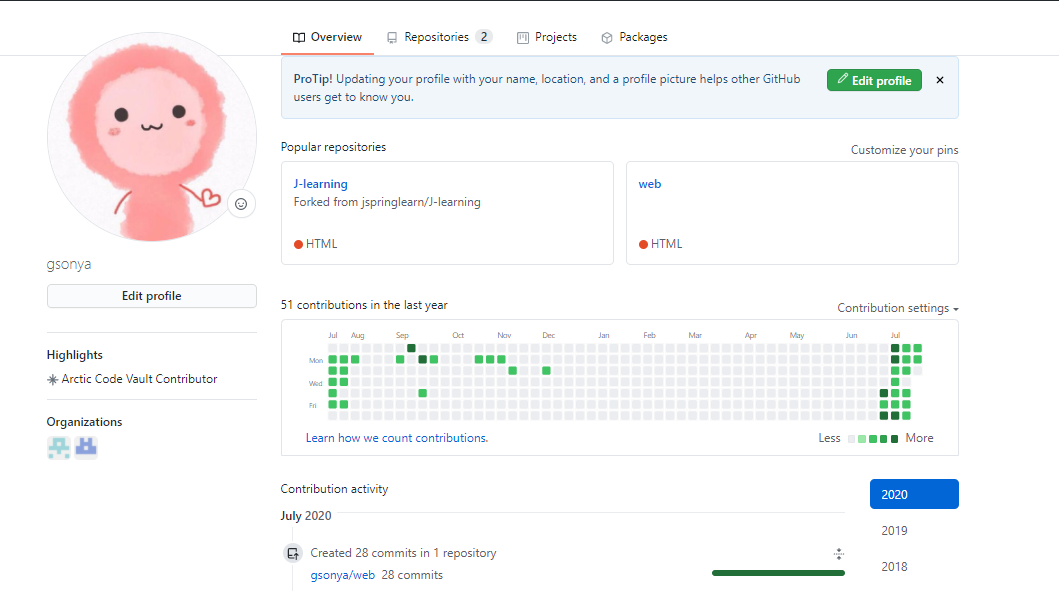 Overview Repositories 2 Projects Packages
ProTip! Updating your profile with your name, location, and a profile picture helps other GitHub
users get to know you.
Edit profile
gsonya
Edit profile
Highlights
Arctic Code Vault Contributor
Organizations
Popular repositories
Customize your pins
J-learning
Forked from jspringlearn/J-learning
HTML
web
HTML
51 contributions in the last year
Contribution settings
Jul Aug Sep Oct Nov Dec Jan Feb Mar Apr May Jun Jul
Mon
Wed
Fri
Learn how we count contributions.
Less More
Contribution activity
2020
2019
2018
July 2020
Created 28 commits in 1 repository
gsonya/web 28 commits